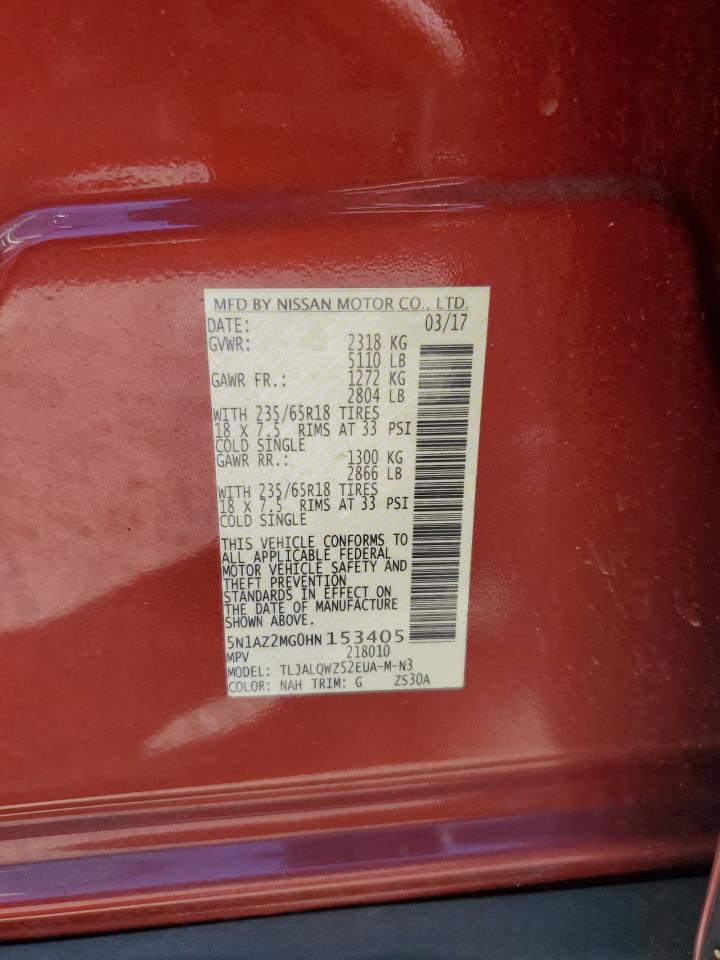 MFD BY NISSAN MOTOR CO., LTD.
DATE: 03/17
GVWR: 2318 KG
5110 LB
GAWR FR.: 1272 KG
2804 LB
WITH 235/65R18 TIRES
18 X 7.5 RIMS AT 33 PSI
COLD SINGLE
GAWR RR.: 1300 KG
2866 LB
WITH 235/65R18 TIRES
18 X 7.5 RIMS AT 33 PSI
COLD SINGLE
THIS VEHICLE CONFORMS TO
ALL APPLICABLE FEDERAL
MOTOR VEHICLE SAFETY AND
THEFT PREVENTION
STANDARDS IN EFFECT ON
THE DATE OF MANUFACTURE
SHOWN ABOVE.
5N1AZ2MG0HN153405
MPV 218010
MODEL: TLJALQWZ52EUA-M-N3
COLOR: NAH TRIM: G ZS30A